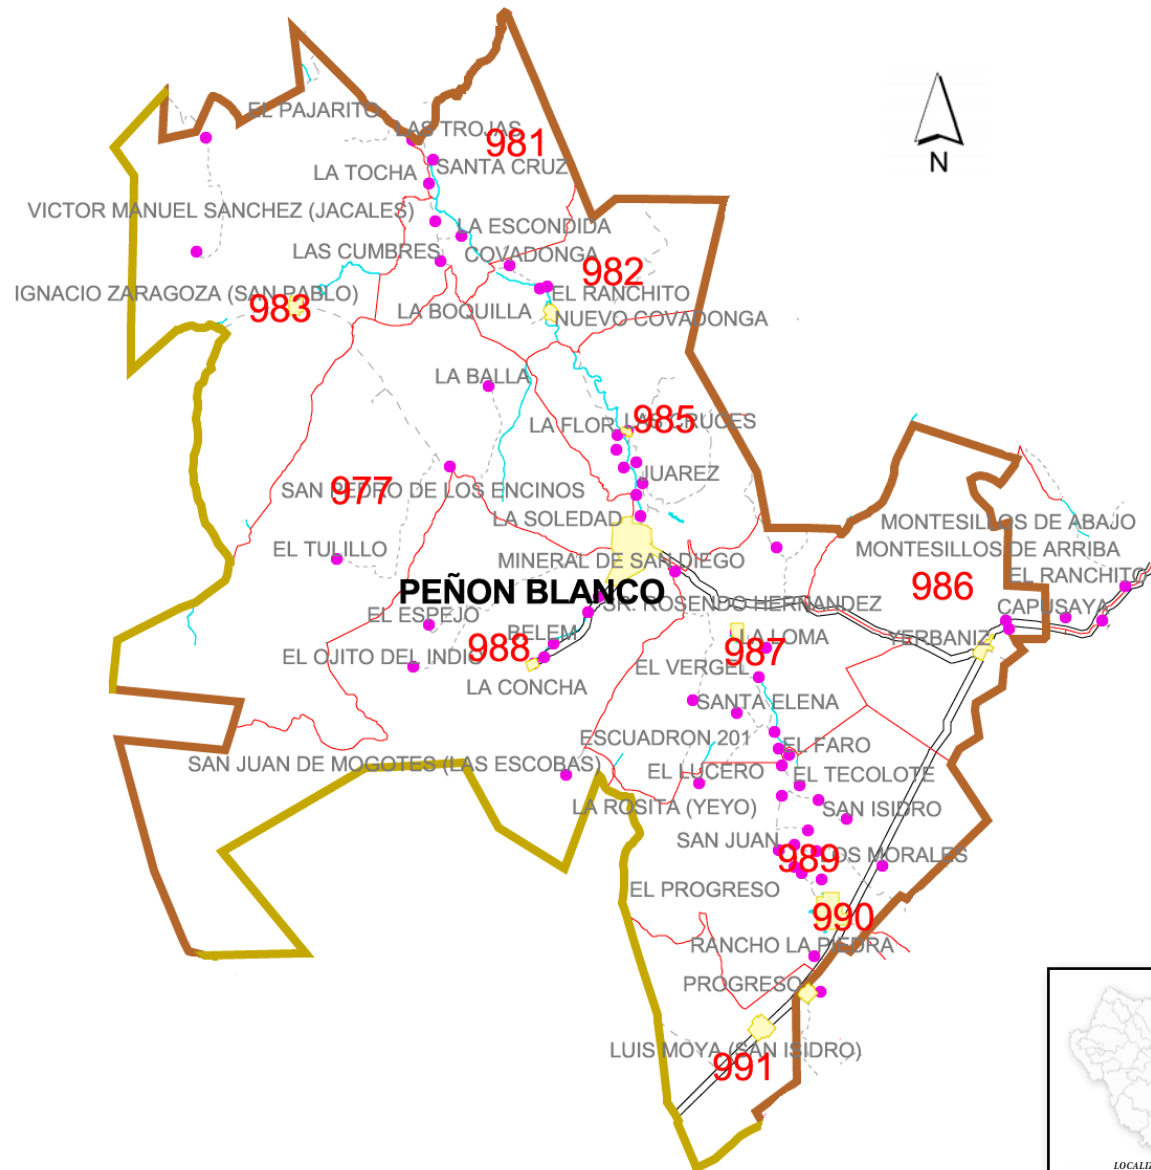 EL PAJARITO
LAS TROJAS
981
SANTA CRUZ
LA TOCHA
N
VICTOR MANUEL SANCHEZ (JACALES)
LA ESCONDIDA
LAS CUMBRES
COVADONGA
982
IGNACIO ZARAGOZA (SAN PABLO)
983
EL RANCHITO
LA BOQUILLA
NUEVO COVADONGA
LA BALLA
LA FLOR
LAS CRUCES
985
JUAREZ
977
SAN PEDRO DE LOS ENCINOS
LA SOLEDAD
MONTESILLOS DE ABAJO
EL TULILLO
MINERAL DE SAN DIEGO
MONTESILLOS DE ARRIBA
986
EL RANCHITO
PEÑON BLANCO
SR. ROSENDO HERNANDEZ
CAPUSAYA
EL ESPEJO
BELEM
LA LOMA
YERBANIZ
988
987
EL OJITO DEL INDIO
EL VERGEL
LA CONCHA
SANTA ELENA
ESCUADRON 201
EL FARO
SAN JUAN DE MOGOTES (LAS ESCOBAS)
EL LUCERO
EL TECOLOTE
LA ROSITA (YEYO)
SAN ISIDRO
SAN JUAN
989
LOS MORALES
EL PROGRESO
990
RANCHO LA PIEDRA
PROGRESO
LUIS MOYA (SAN ISIDRO)
991